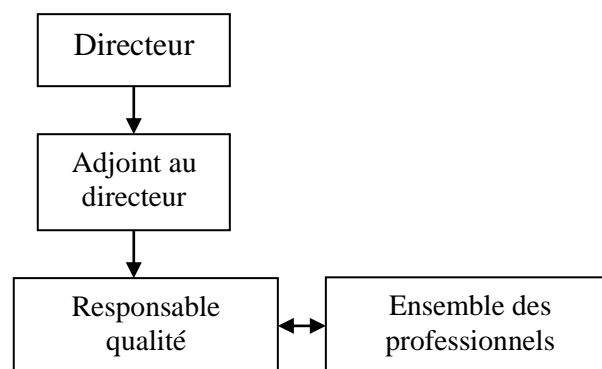 Directeur
Adjoint au
directeur
Responsable
qualité
Ensemble des
professionnels